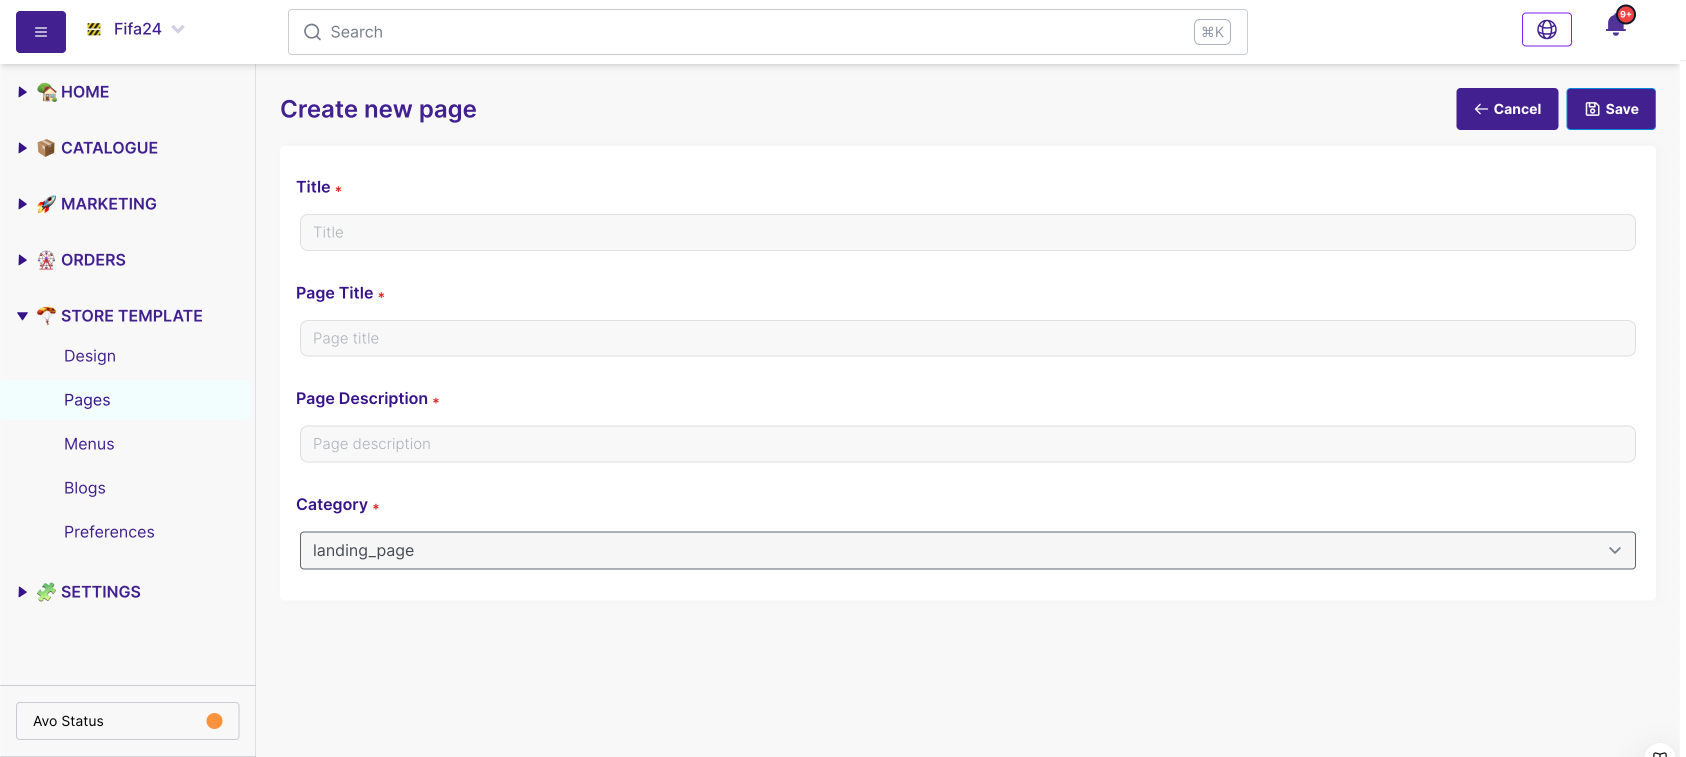 Fifa24
Search
⌘K
9+
HOME
CATALOGUE
MARKETING
ORDERS
STORE TEMPLATE
Design
Pages
Menus
Blogs
Preferences
SETTINGS
Avo Status
Create new page
Cancel
Save
Title *
Title
Page Title *
Page title
Page Description *
Page description
Category *
landing_page